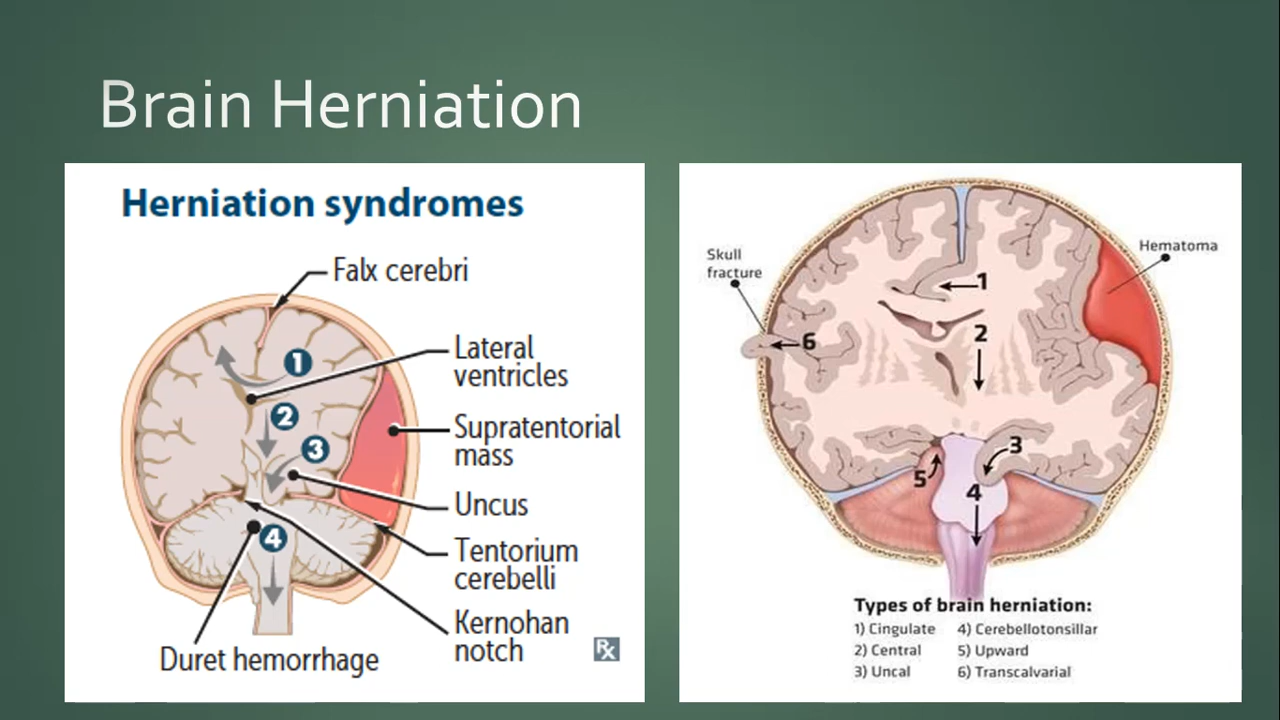 Brain Herniation
Herniation syndromes
Falx cerebri
Lateral
ventricles
Supratentorial
mass
Uncus
Tentorium
cerebelli
Kernohan
notch
Duret hemorrhage
1
2
3
4
Rx
Skull
fracture
Hematoma
1
2
3
4
5
6
Types of brain herniation:
1) Cingulate 4) Cerebellotonsillar
2) Central 5) Upward
3) Uncal 6) Transcalvarial